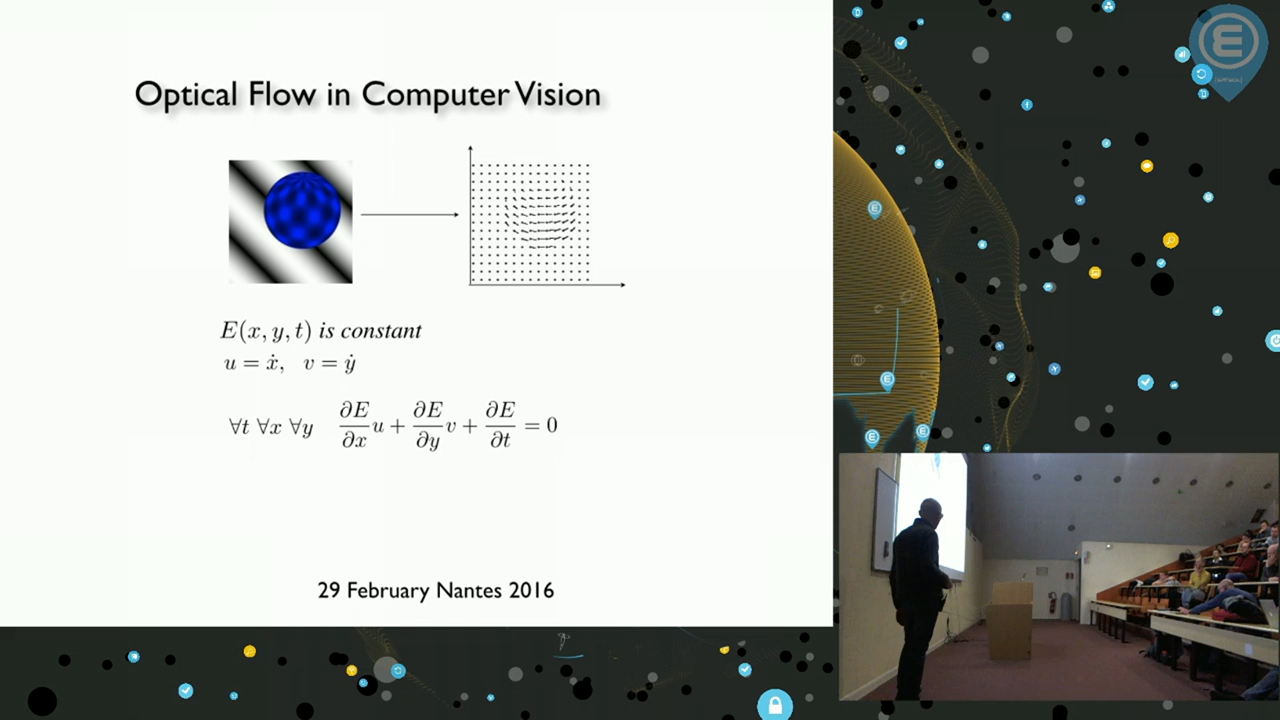 Optical Flow in Computer Vision
E(x, y, t) is constant
u = ẋ, v = ẏ
∀t ∀x ∀y ∂E/∂x u + ∂E/∂y v + ∂E/∂t = 0
29 February Nantes 2016